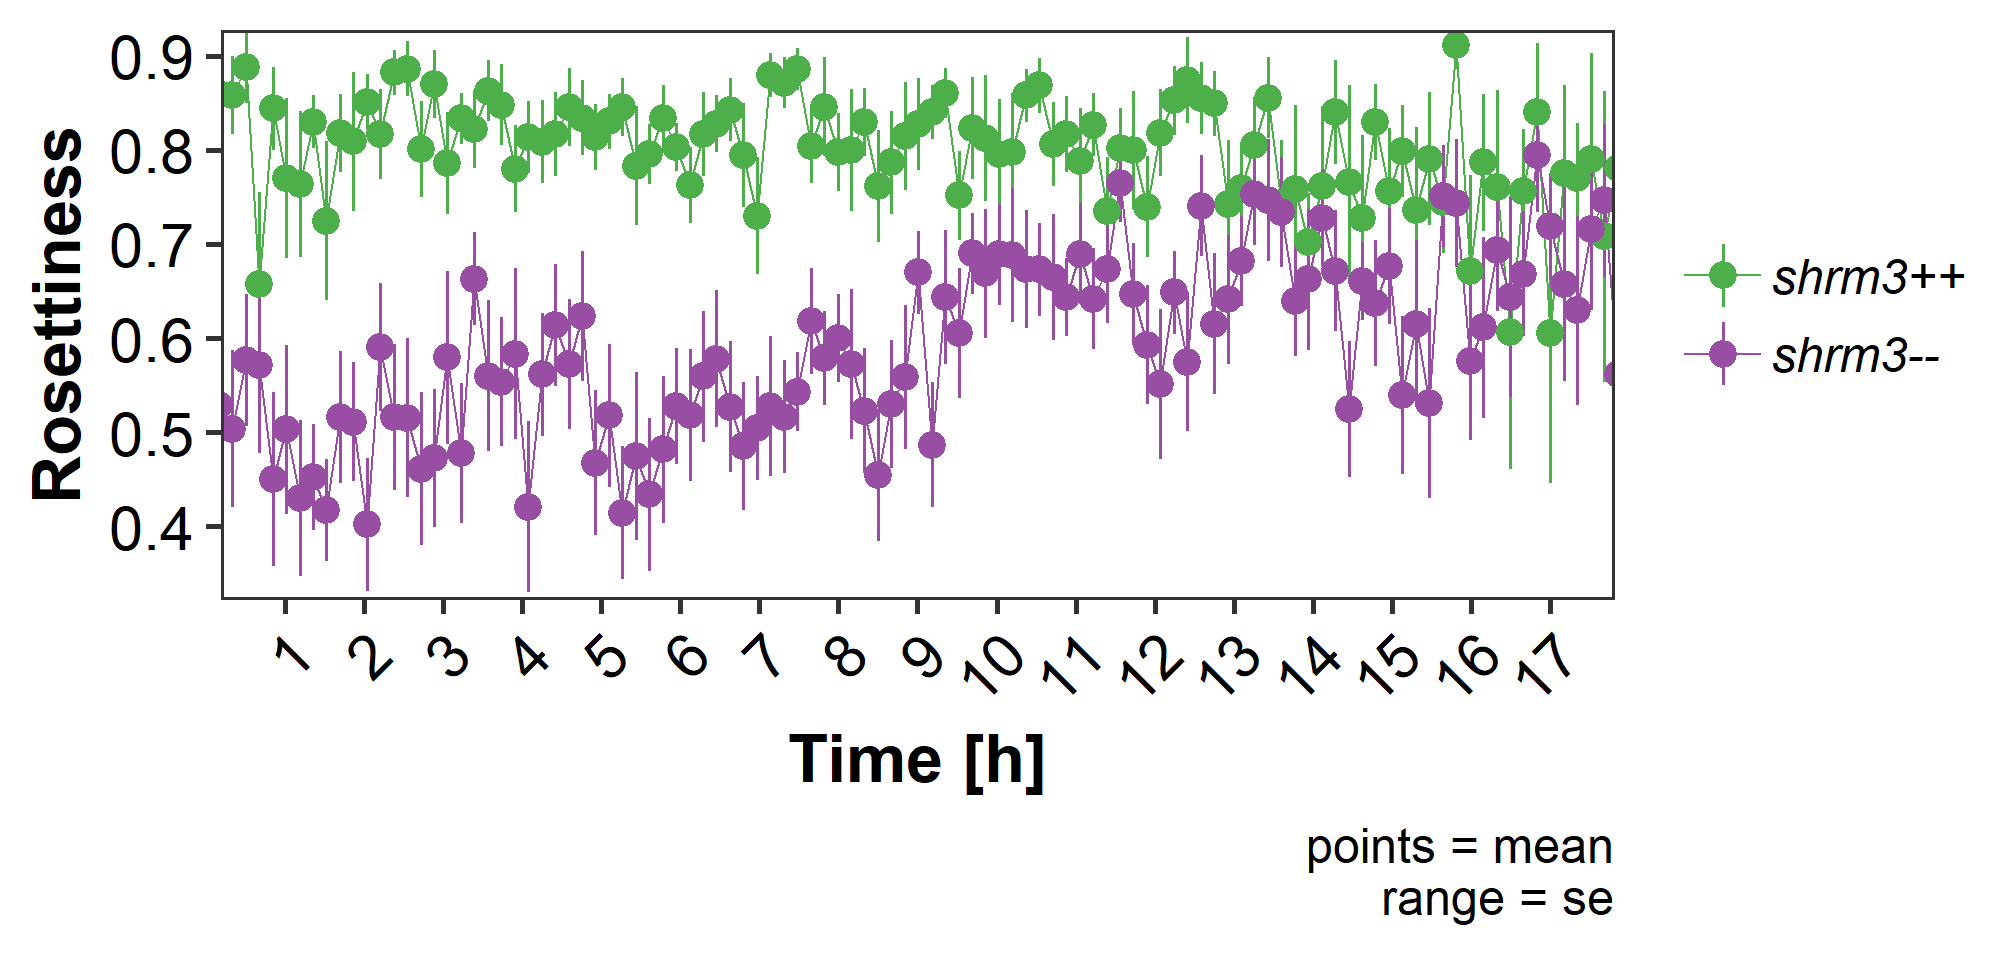 Rosettiness
0.9
0.8
0.7
0.6
0.5
0.4
1 2 3 4 5 6 7 8 9 10 11 12 13 14 15 16 17
Time [h]
shrm3++
shrm3--
points = mean
range = se